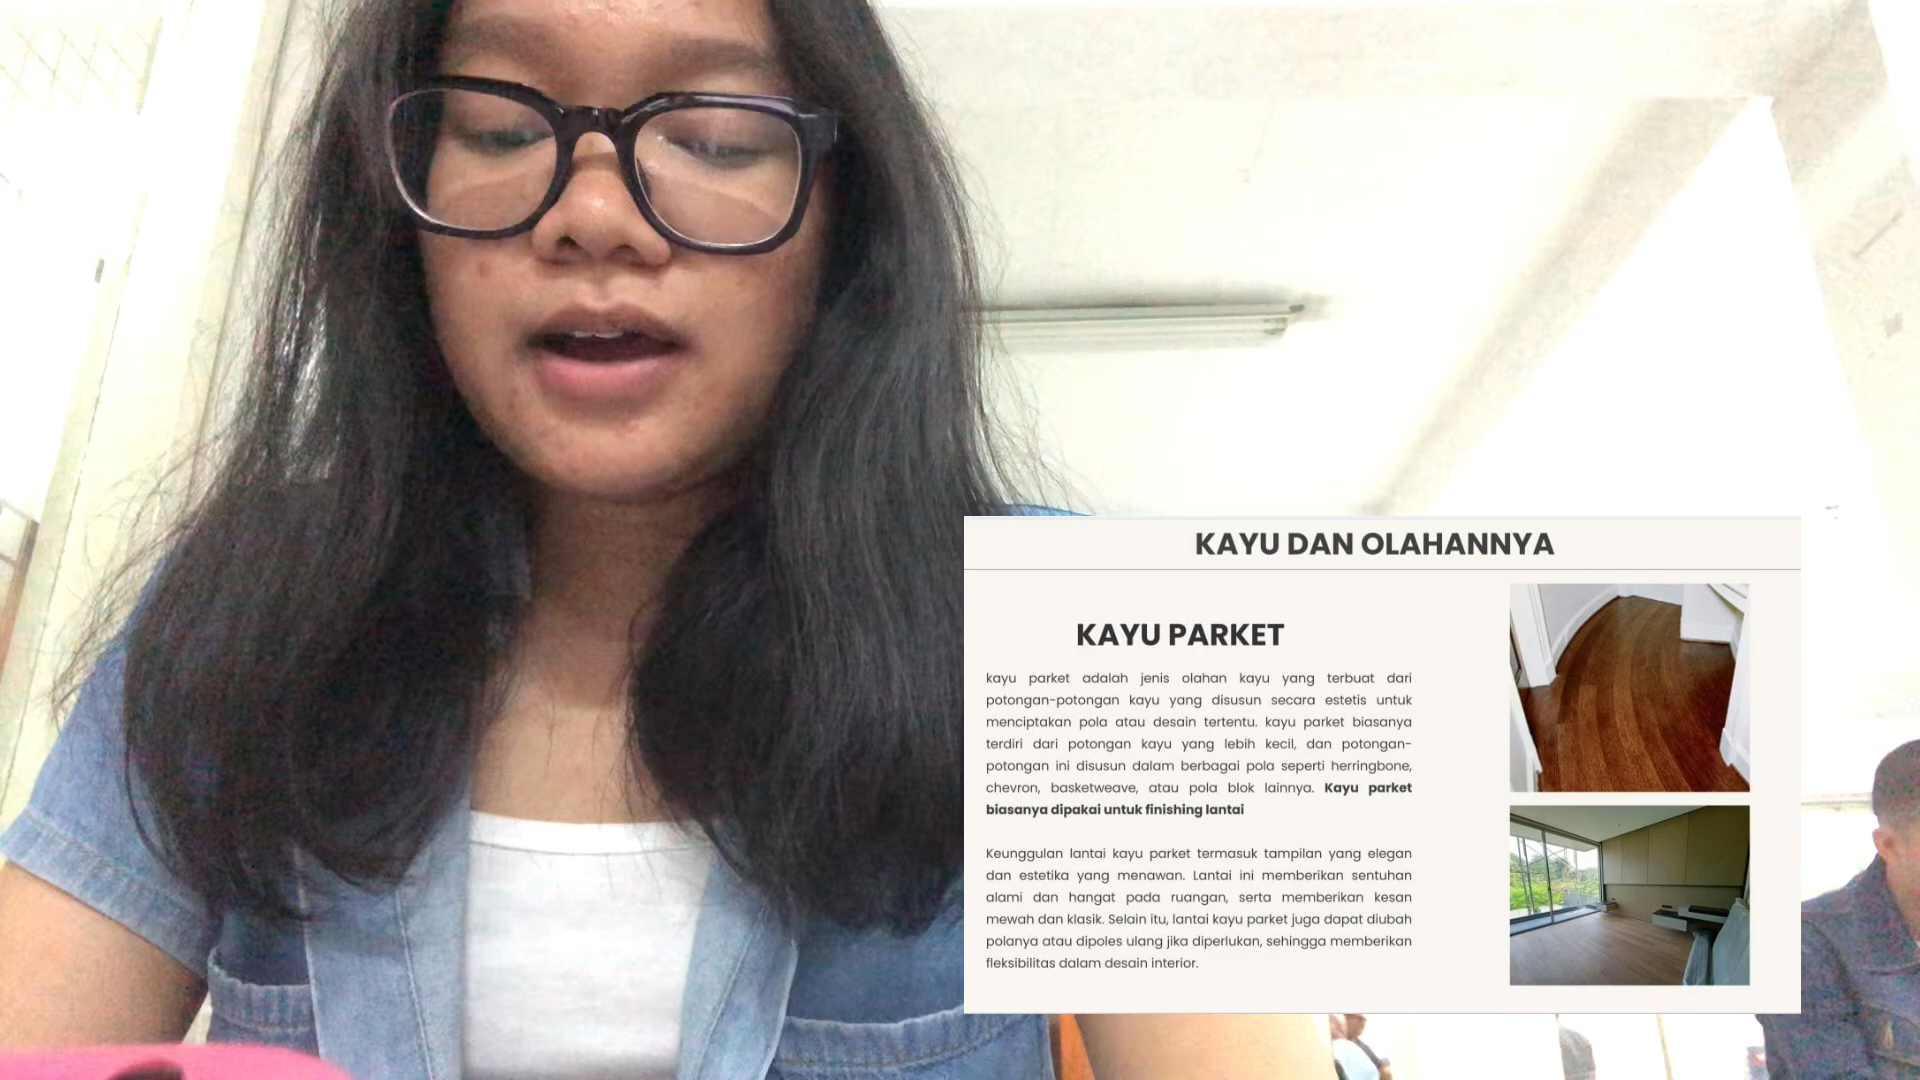 KAYU DAN OLAHANNYA
KAYU PARKET
kayu parket adalah jenis olahan kayu yang terbuat dari
potongan-potongan kayu yang disusun secara estetis untuk
menciptakan pola atau desain tertentu. kayu parket biasanya
terdiri dari potongan kayu yang lebih kecil, dan potongan-
potongan ini disusun dalam berbagai pola seperti herringbone,
chevron, basketweave, atau pola blok lainnya. Kayu parket
biasanya dipakai untuk finishing lantai
Keunggulan lantai kayu parket termasuk tampilan yang elegan
dan estetika yang menawan. Lantai ini memberikan sentuhan
alami dan hangat pada ruangan, serta memberikan kesan
mewah dan klasik. Selain itu, lantai kayu parket juga dapat diubah
polanya atau dipoles ulang jika diperlukan, sehingga memberikan
fleksibilitas dalam desain interior.